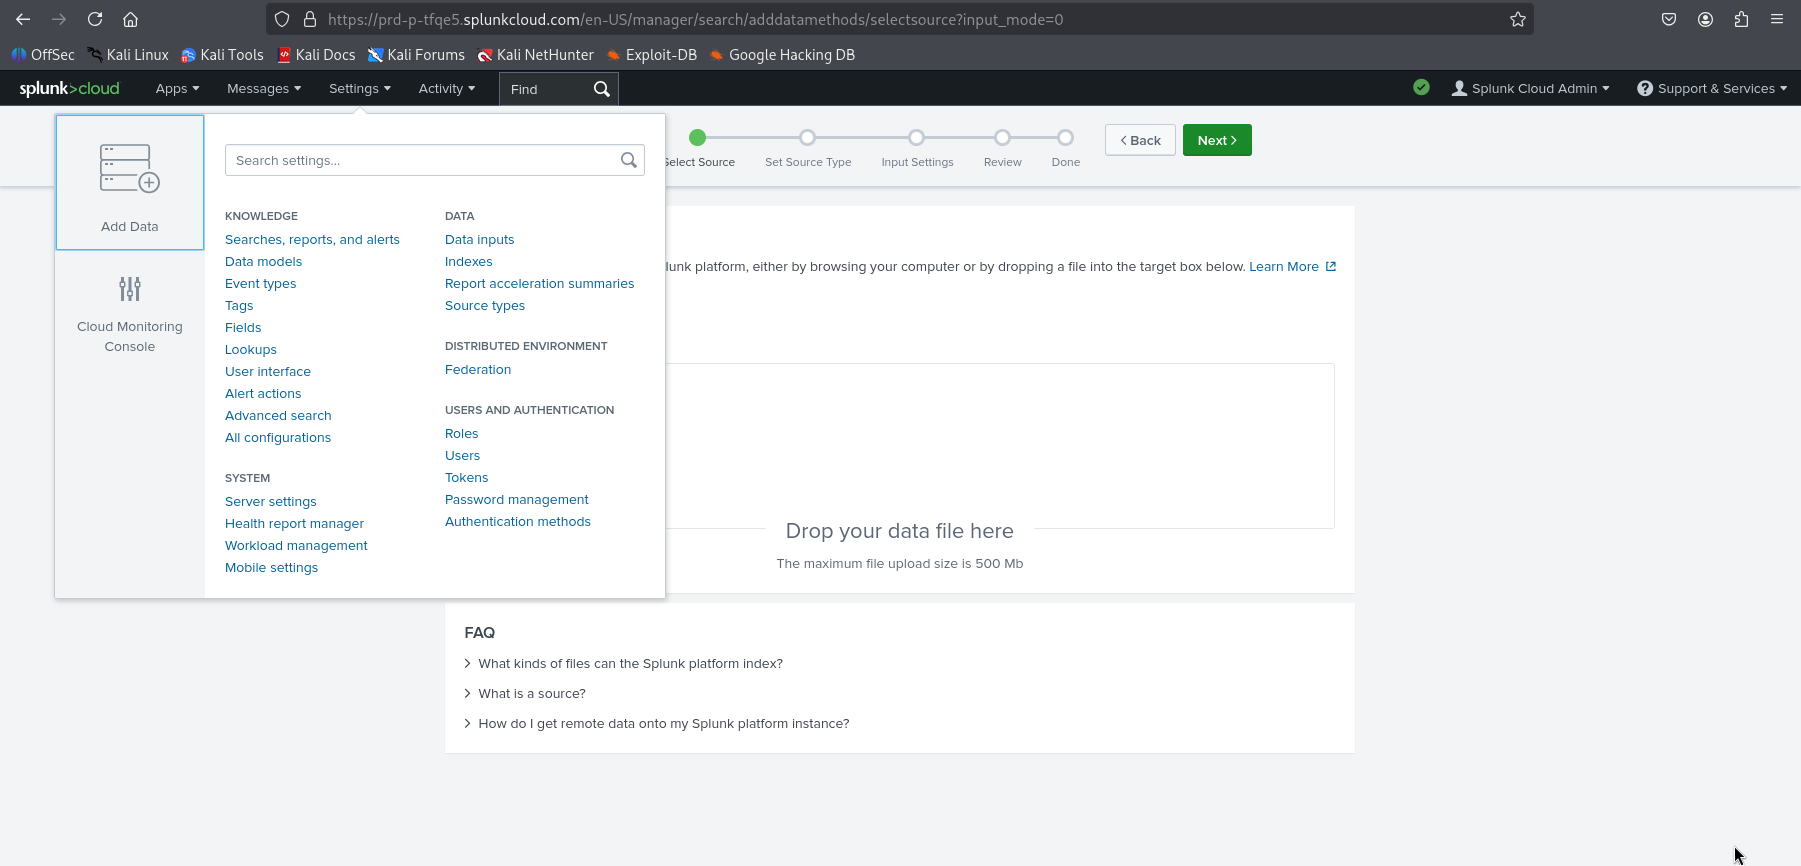 https://prd-p-tfqe5.splunkcloud.com/en-US/manager/search/adddatamethods/selectsource?input_mode=0
OffSec Kali Linux Kali Tools Kali Docs Kali Forums Kali NetHunter Exploit-DB Google Hacking DB
splunk>cloud Apps Messages Settings Activity Find Splunk Cloud Admin Support & Services
Add Data
Cloud Monitoring
Console
Search settings...
KNOWLEDGE
Searches, reports, and alerts
Data models
Event types
Tags
Fields
Lookups
User interface
Alert actions
Advanced search
All configurations
SYSTEM
Server settings
Health report manager
Workload management
Mobile settings
DATA
Data inputs
Indexes
Report acceleration summaries
Source types
DISTRIBUTED ENVIRONMENT
Federation
USERS AND AUTHENTICATION
Roles
Users
Tokens
Password management
Authentication methods
Select Source Set Source Type Input Settings Review Done
Back Next
platform, either by browsing your computer or by dropping a file into the target box below. Learn More
Drop your data file here
The maximum file upload size is 500 Mb
FAQ
What kinds of files can the Splunk platform index?
What is a source?
How do I get remote data onto my Splunk platform instance?